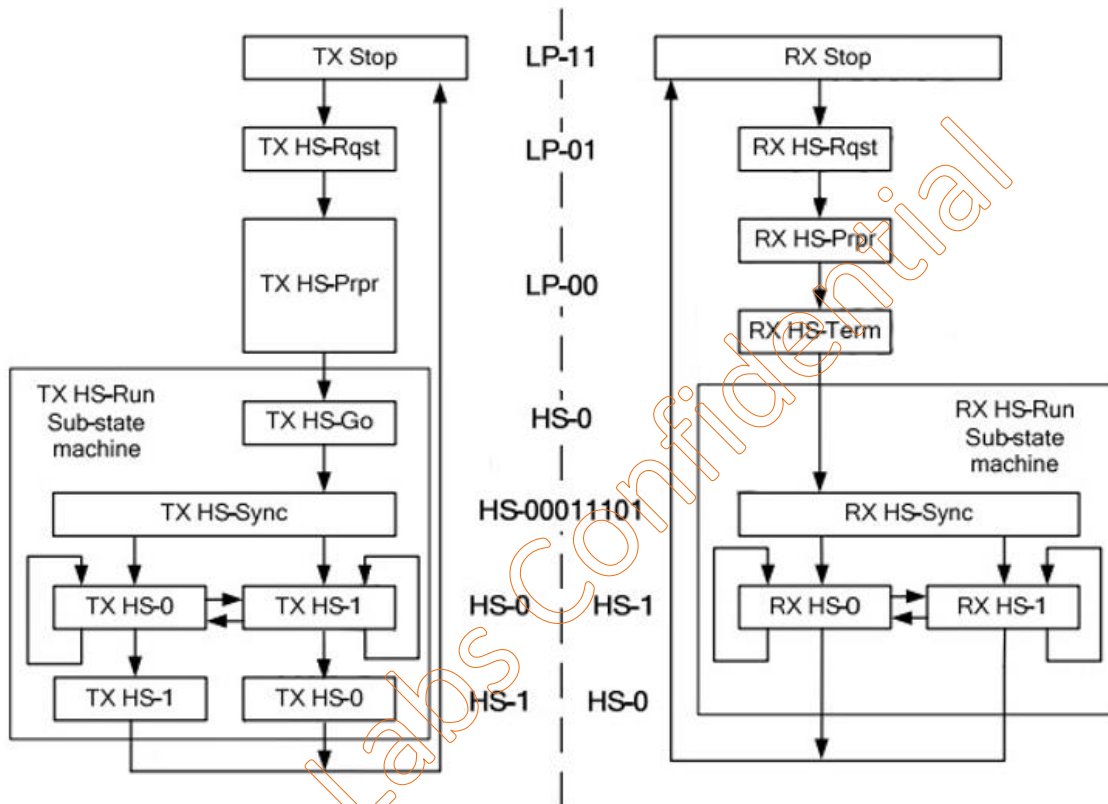 TX Stop
LP-11
RX Stop
TX HS-Rqst
LP-01
RX HS-Rqst
TX HS-Prpr
LP-00
RX HS-Prpr
RX HS-Term
TX HS-Run
Sub-state
machine
TX HS-Go
HS-0
RX HS-Run
Sub-state
machine
TX HS-Sync
HS-00011101
RX HS-Sync
TX HS-0
TX HS-1
HS-0
HS-1
RX HS-0
RX HS-1
TX HS-1
TX HS-0
HS-1
HS-0
Labs Confidential